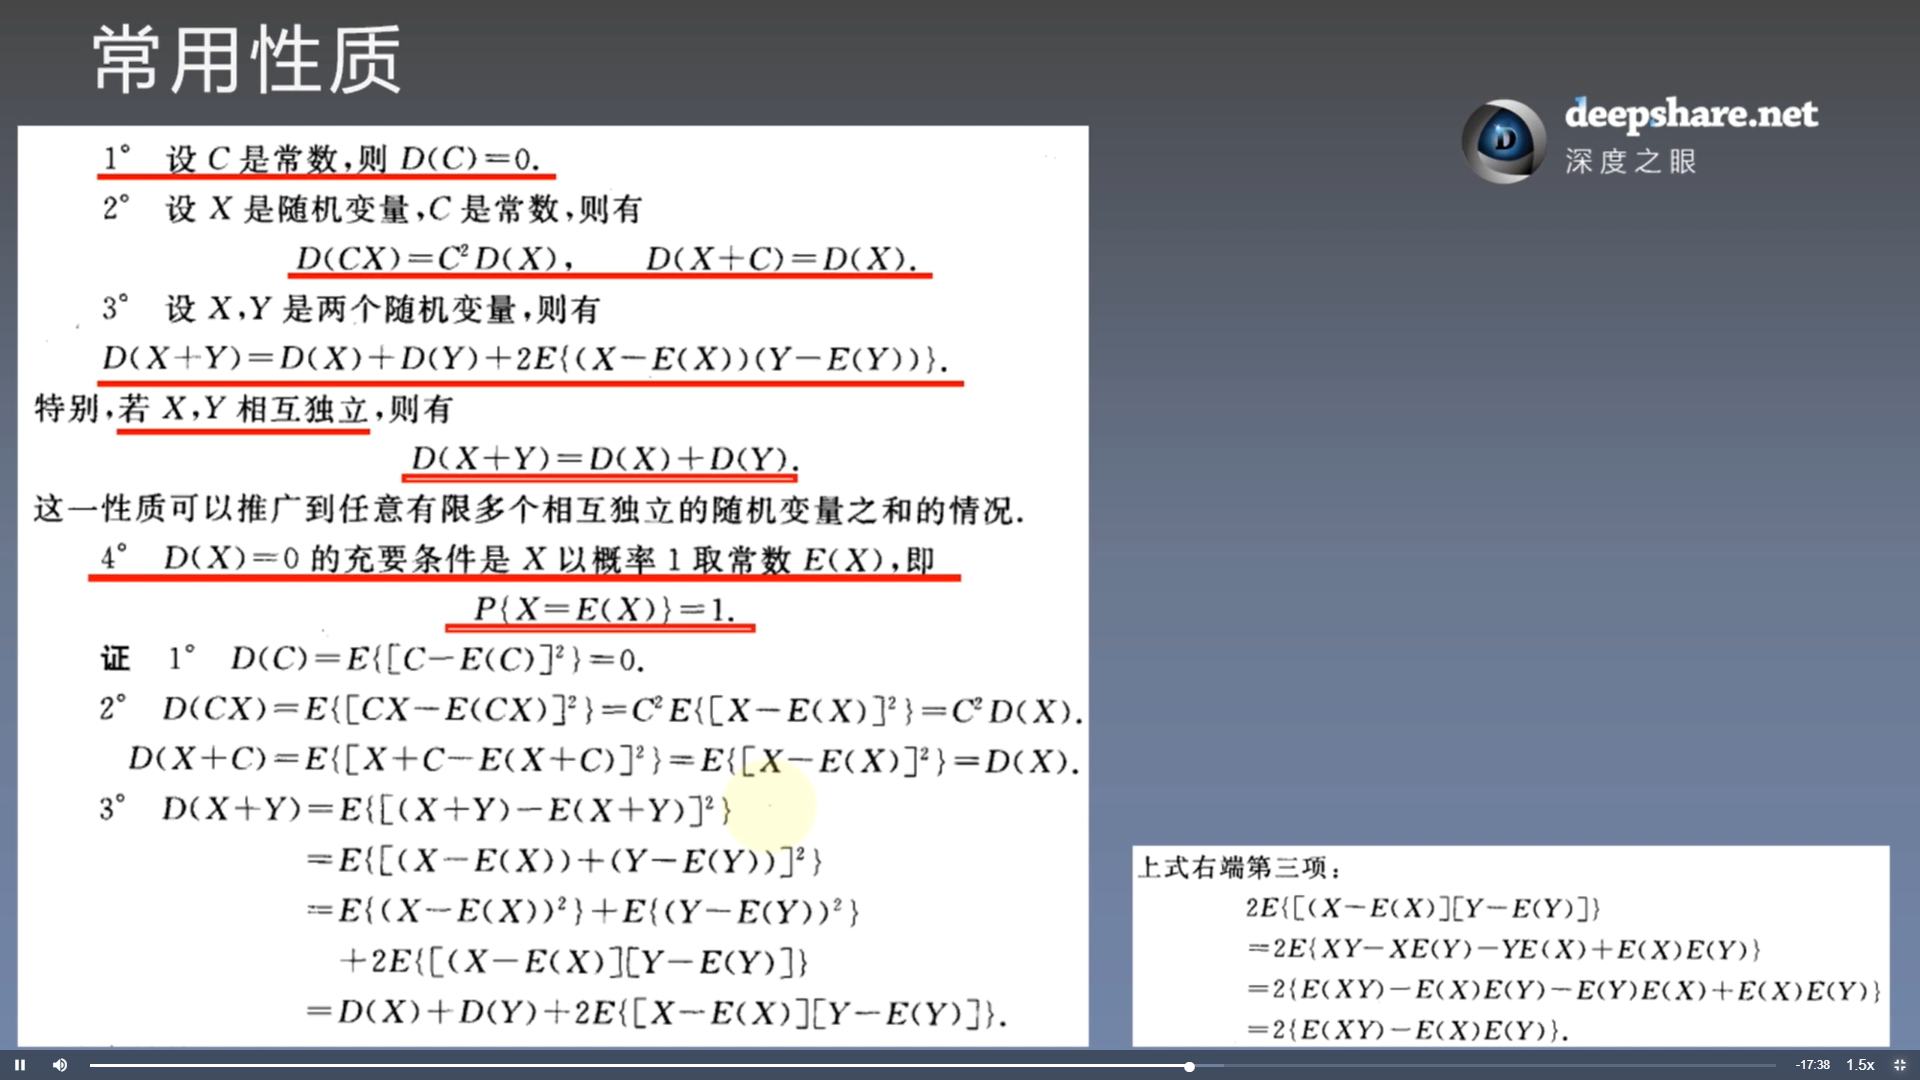 常用性质
deepshare.net
深度之眼
1° 设 C 是常数,则 D(C)=0.
2° 设 X 是随机变量,C 是常数,则有
D(CX)=C²D(X), D(X+C)=D(X).
3° 设 X,Y 是两个随机变量,则有
D(X+Y)=D(X)+D(Y)+2E{(X-E(X))(Y-E(Y))}.
特别,若 X,Y 相互独立,则有
D(X+Y)=D(X)+D(Y).
这一性质可以推广到任意有限多个相互独立的随机变量之和的情况.
4° D(X)=0 的充要条件是 X 以概率 1 取常数 E(X),即
P{X=E(X)}=1.
证 1° D(C)=E{[C-E(C)]²}=0.
2° D(CX)=E{[CX-E(CX)]²}=C²E{[X-E(X)]²}=C²D(X).
D(X+C)=E{[X+C-E(X+C)]²}=E{[X-E(X)]²}=D(X).
3° D(X+Y)=E{[(X+Y)-E(X+Y)]²}
=E{[(X-E(X))+(Y-E(Y))]²}
=E{(X-E(X))²}+E{(Y-E(Y))²}
+2E{[(X-E(X)][Y-E(Y)]}
=D(X)+D(Y)+2E{[X-E(X)][Y-E(Y)]}.
上式右端第三项:
2E{[(X-E(X)][Y-E(Y)]}
=2E{XY-XE(Y)-YE(X)+E(X)E(Y)}
=2{E(XY)-E(X)E(Y)-E(Y)E(X)+E(X)E(Y)}
=2{E(XY)-E(X)E(Y)}.
-17:38 1.5x